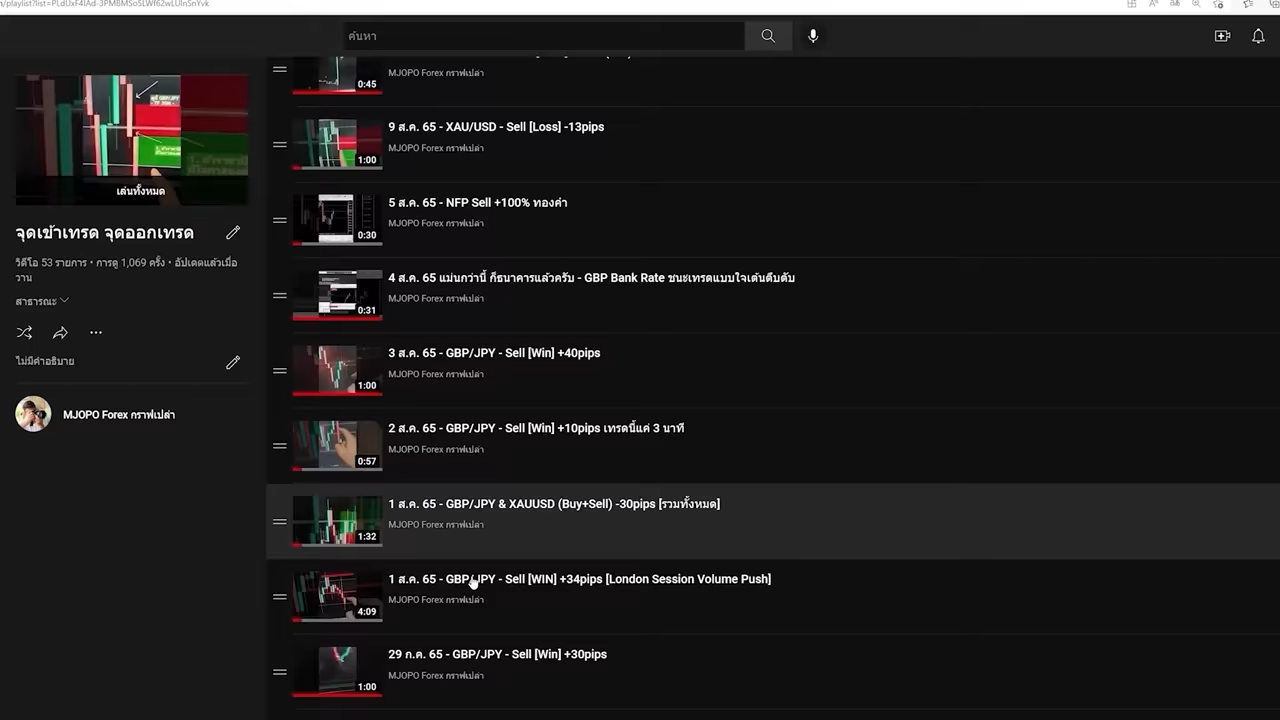 ค้นหา
เล่นทั้งหมด
จุดเข้าเทรด จุดออกเทรด
วิดีโอ 53 รายการ • การดู 1,069 ครั้ง • อัปเดตแล้วเมื่อ
วาน
สาธารณะ
ไม่มีคำอธิบาย
MJOPO Forex กราฟเปล่า
0:45
MJOPO Forex กราฟเปล่า
1:00
9 ส.ค. 65 - XAU/USD - Sell [Loss] -13pips
MJOPO Forex กราฟเปล่า
0:30
5 ส.ค. 65 - NFP Sell +100% ทองคำ
MJOPO Forex กราฟเปล่า
0:31
4 ส.ค. 65 แม่นกว่านี้ ก็ธนาคารแล้วครับ - GBP Bank Rate ชนะเทรดแบบใจเต้นตึบตับ
MJOPO Forex กราฟเปล่า
1:00
3 ส.ค. 65 - GBP/JPY - Sell [Win] +40pips
MJOPO Forex กราฟเปล่า
0:57
2 ส.ค. 65 - GBP/JPY - Sell [Win] +10pips เทรดนี้แค่ 3 นาที
MJOPO Forex กราฟเปล่า
1:32
1 ส.ค. 65 - GBP/JPY & XAUUSD (Buy+Sell) -30pips [รวมทั้งหมด]
MJOPO Forex กราฟเปล่า
4:09
1 ส.ค. 65 - GBP/JPY - Sell [WIN] +34pips [London Session Volume Push]
MJOPO Forex กราฟเปล่า
1:00
29 ก.ค. 65 - GBP/JPY - Sell [Win] +30pips
MJOPO Forex กราฟเปล่า